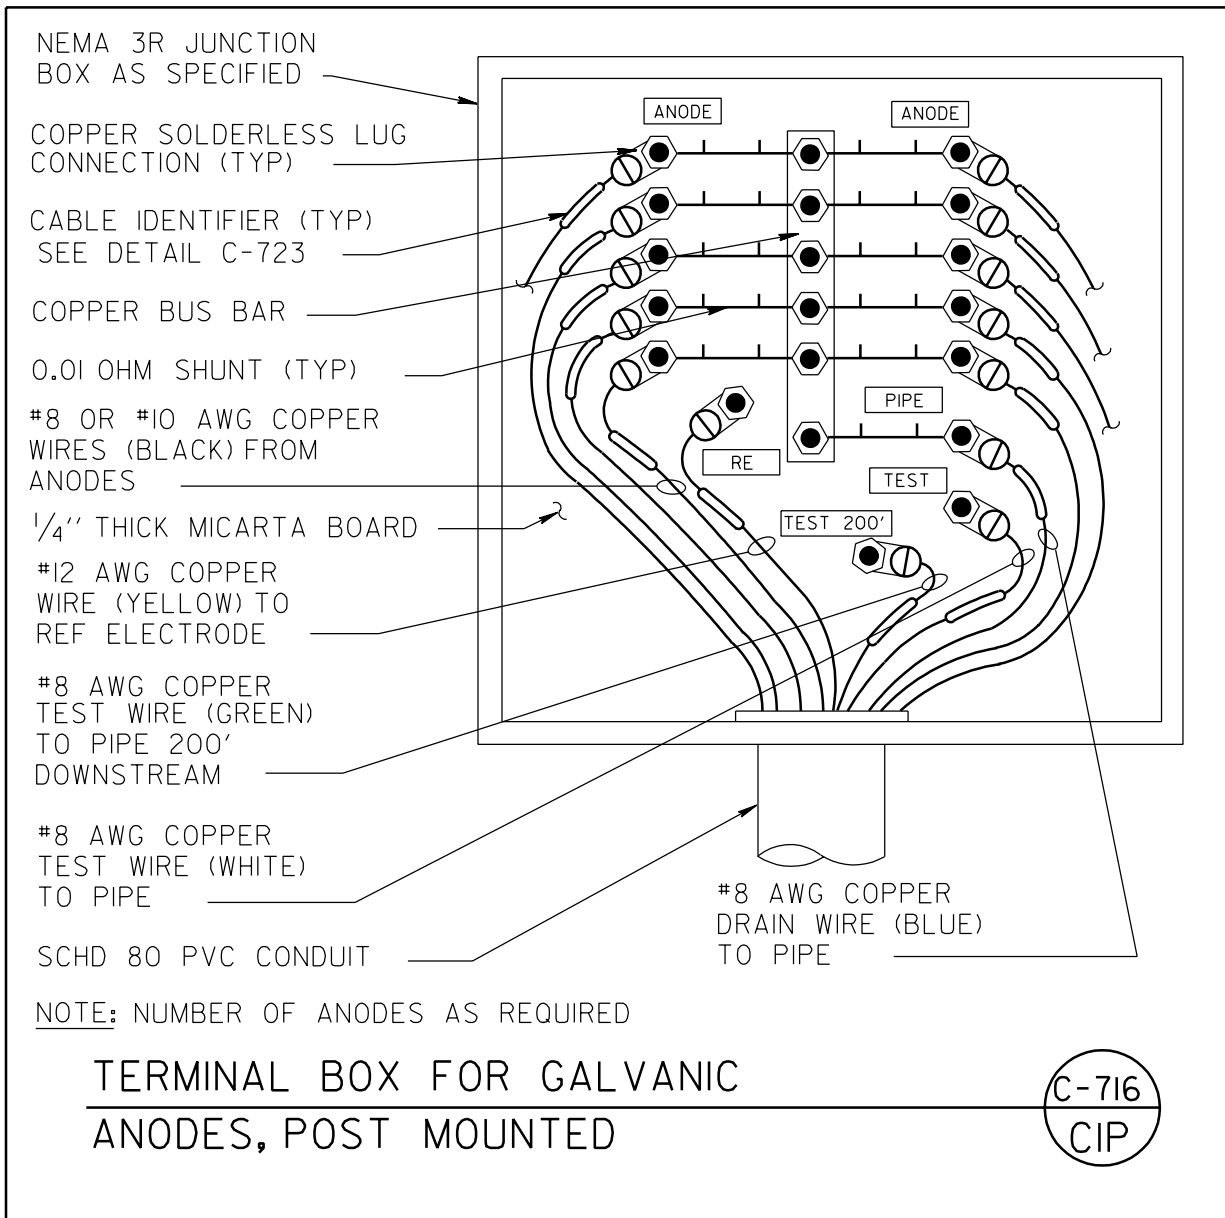 NEMA 3R JUNCTION
BOX AS SPECIFIED
COPPER SOLDERLESS LUG
CONNECTION (TYP)
CABLE IDENTIFIER (TYP)
SEE DETAIL C-723
COPPER BUS BAR
0.01 OHM SHUNT (TYP)
#8 OR #10 AWG COPPER
WIRES (BLACK) FROM
ANODES
1/4'' THICK MICARTA BOARD
#12 AWG COPPER
WIRE (YELLOW) TO
REF ELECTRODE
#8 AWG COPPER
TEST WIRE (GREEN)
TO PIPE 200'
DOWNSTREAM
#8 AWG COPPER
TEST WIRE (WHITE)
TO PIPE
SCHD 80 PVC CONDUIT
ANODE
ANODE
PIPE
RE
TEST
TEST 200'
#8 AWG COPPER
DRAIN WIRE (BLUE)
TO PIPE
NOTE: NUMBER OF ANODES AS REQUIRED
TERMINAL BOX FOR GALVANIC
ANODES, POST MOUNTED
C-716
CIP